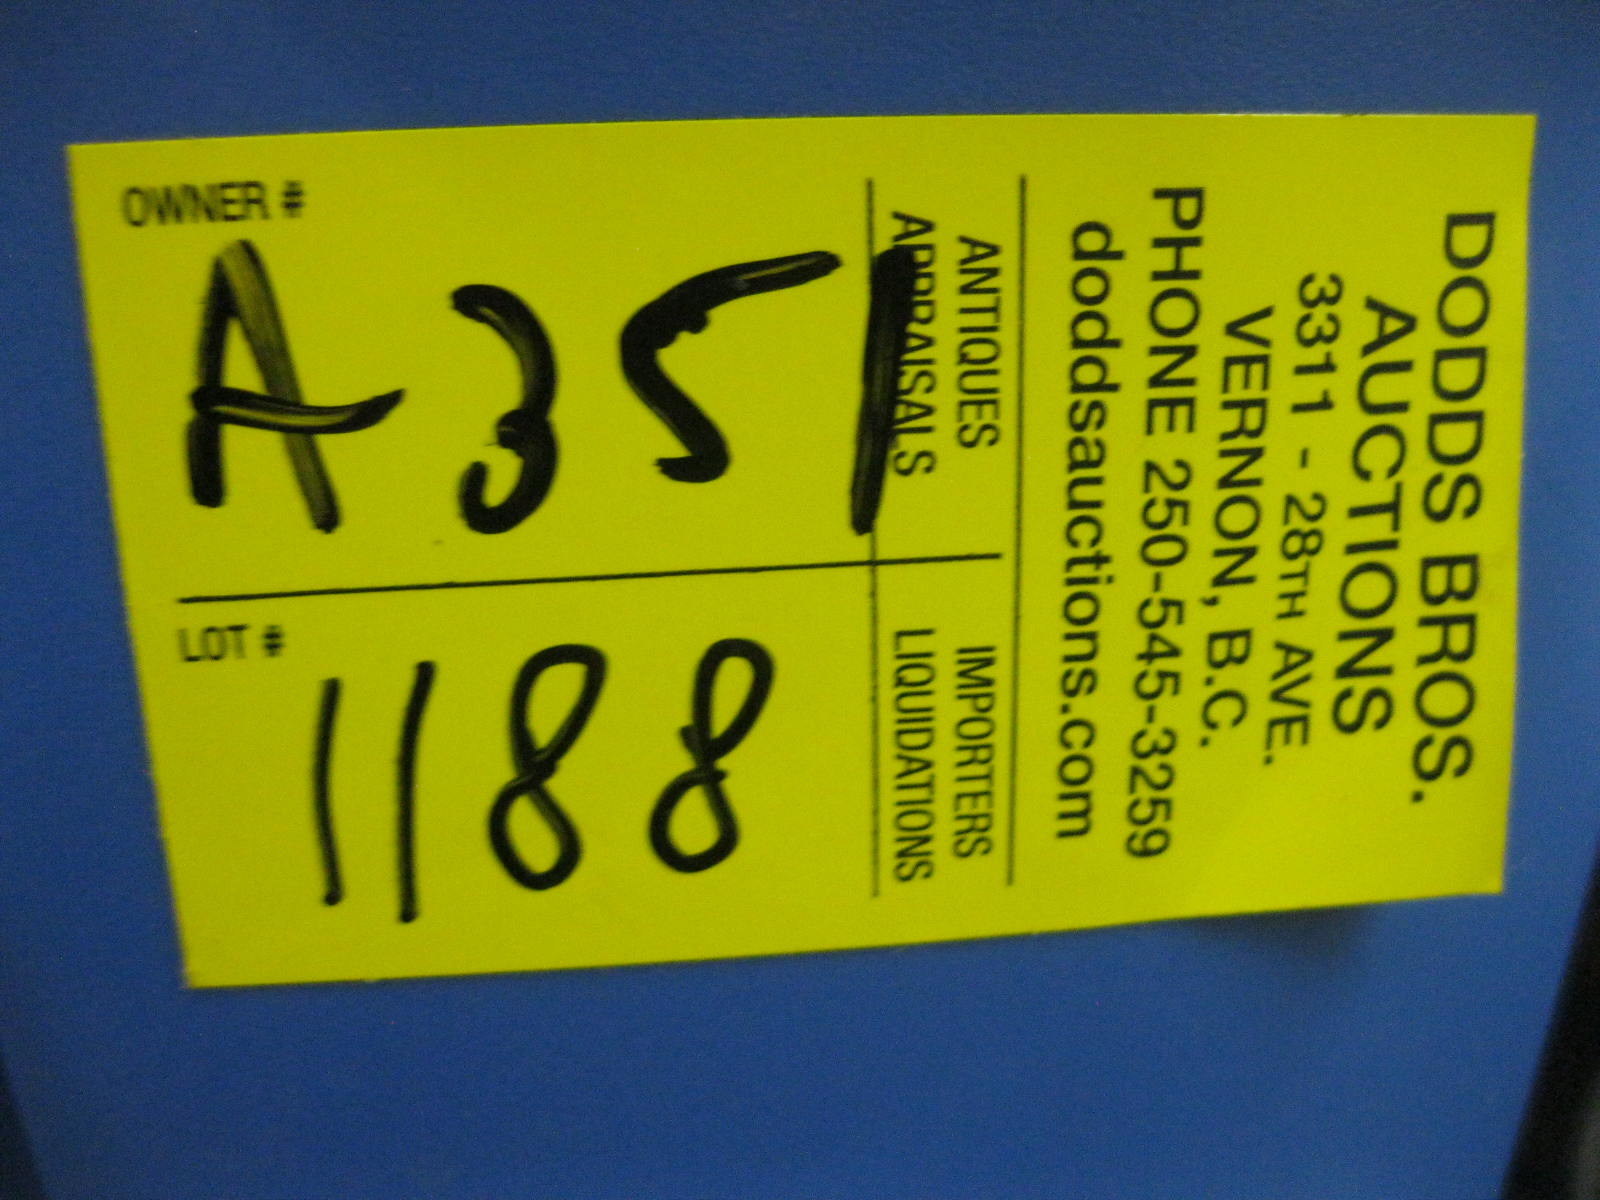 DODDS BROS.
AUCTIONS
3311 - 28TH AVE.
VERNON, B.C.
PHONE 250-545-3259
doddsauctions.com
ANTIQUES
APPRAISALS
IMPORTERS
LIQUIDATIONS
OWNER #
A351
LOT #
1188